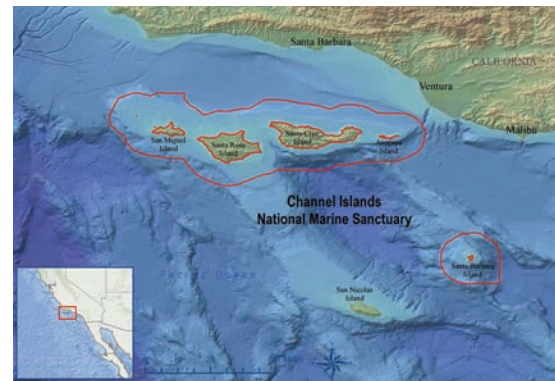 Santa Barbara
CALIFORNIA
Ventura
Malibu
San Miguel
Island
Santa Rosa
Island
Santa Cruz
Island
Anacapa
Island
Channel Islands
National Marine Sanctuary
Santa Barbara
Island
Pacific Ocean
San Nicolas
Island